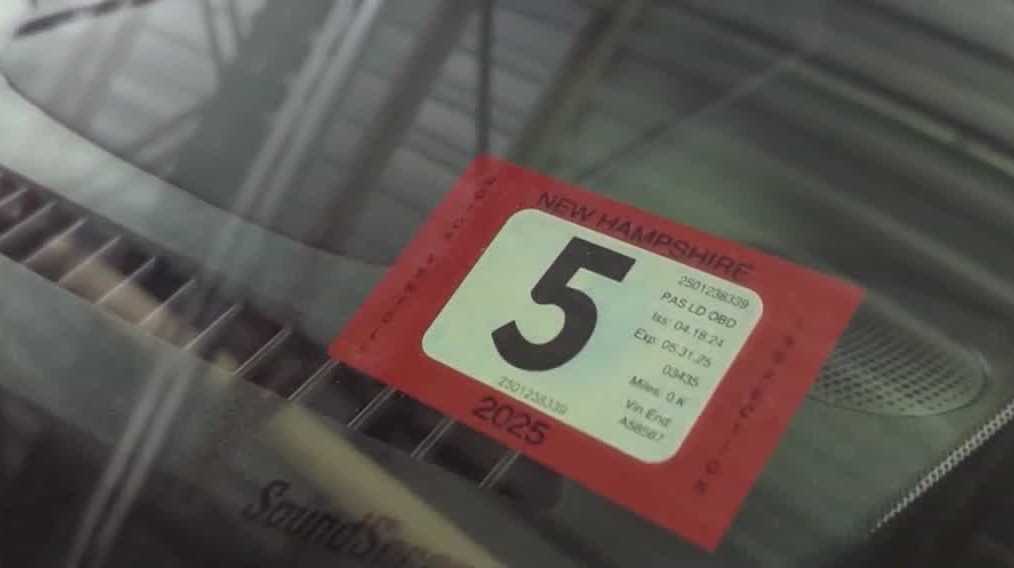 NEW HAMPSHIRE
5
2501238339
PAS LD OBD
Iss: 04.18.24
Exp: 05.31.25
03435
Miles: 0 K
Vin End:
A58567
2501238339
2025